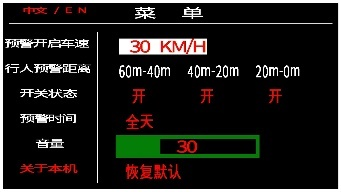 中文/EN 菜 单
预警开启车速 30 KM/H
行人预警距离 60m-40m 40m-20m 20m-0m
开关状态 开 开 开
预警时间 全天
音量 30
关于本机 恢复默认